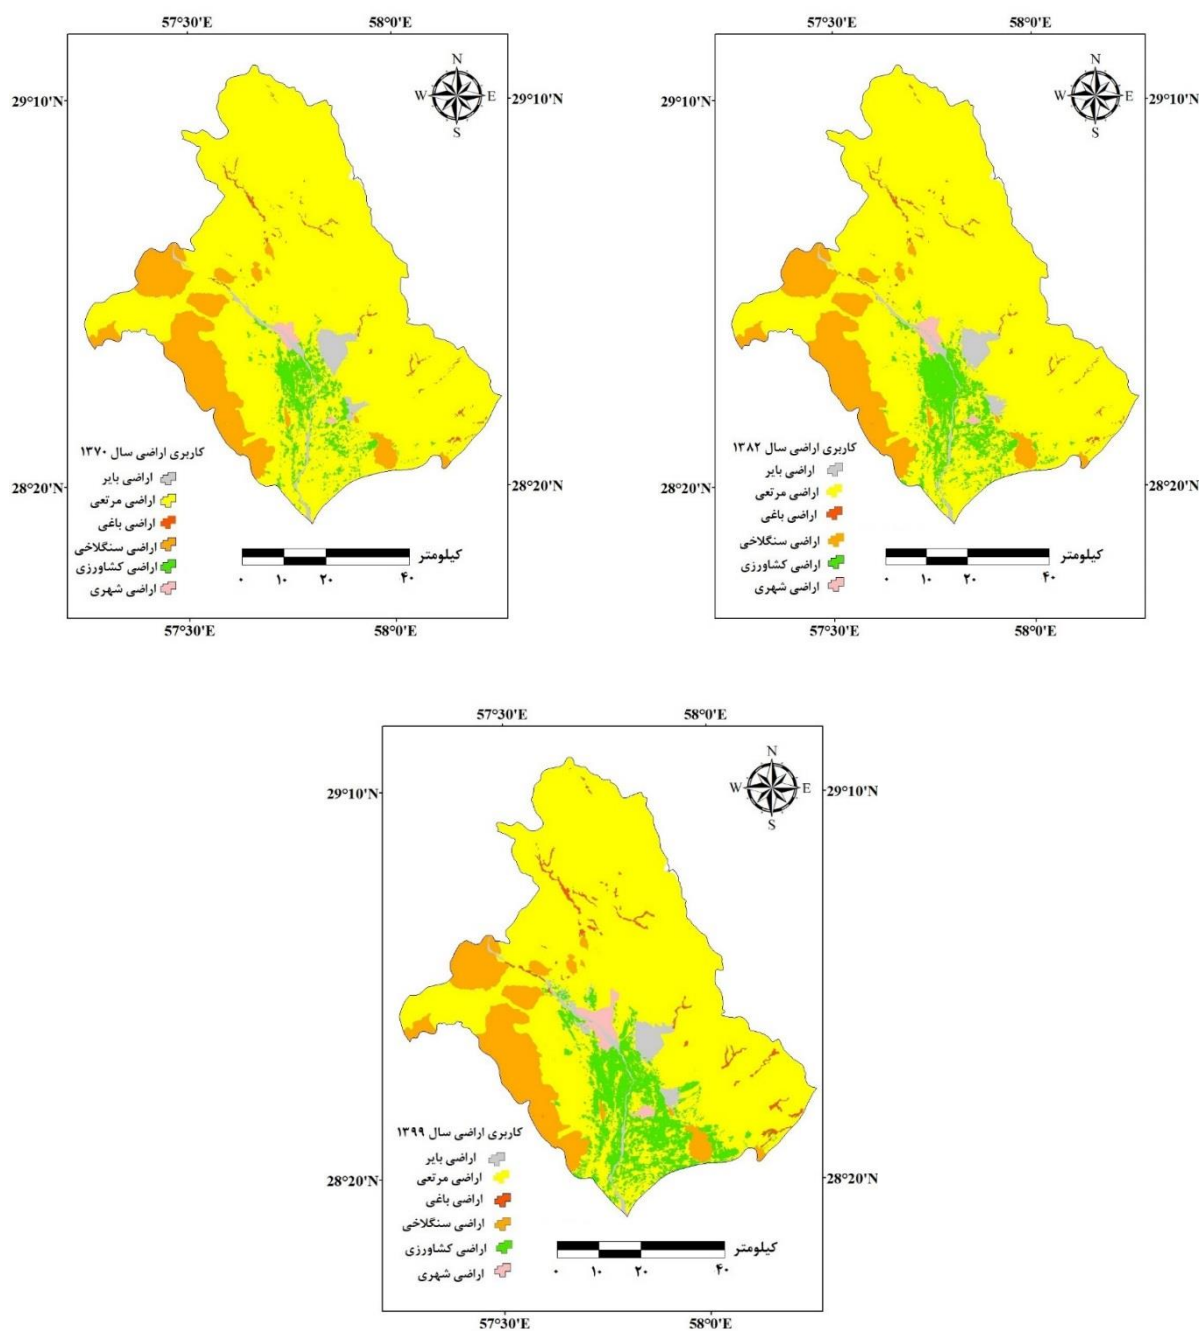 57°30'E 58°0'E
N
W E
S
29°10'N 29°10'N
کاربری اراضی سال ۱۳۷۰
اراضی بایر
اراضی مرتعی
اراضی باغی
اراضی سنگلاخی
اراضی کشاورزی
اراضی شهری
28°20'N 28°20'N
کیلومتر
۰ ۱۰ ۲۰ ۴۰
57°30'E 58°0'E
57°30'E 58°0'E
N
W E
S
29°10'N 29°10'N
کاربری اراضی سال ۱۳۸۲
اراضی بایر
اراضی مرتعی
اراضی باغی
اراضی سنگلاخی
اراضی کشاورزی
اراضی شهری
28°20'N 28°20'N
کیلومتر
۰ ۱۰ ۲۰ ۴۰
57°30'E 58°0'E
57°30'E 58°0'E
N
W E
S
29°10'N 29°10'N
کاربری اراضی سال ۱۳۹۹
اراضی بایر
اراضی مرتعی
اراضی باغی
اراضی سنگلاخی
اراضی کشاورزی
اراضی شهری
28°20'N 28°20'N
کیلومتر
۰ ۱۰ ۲۰ ۴۰
57°30'E 58°0'E